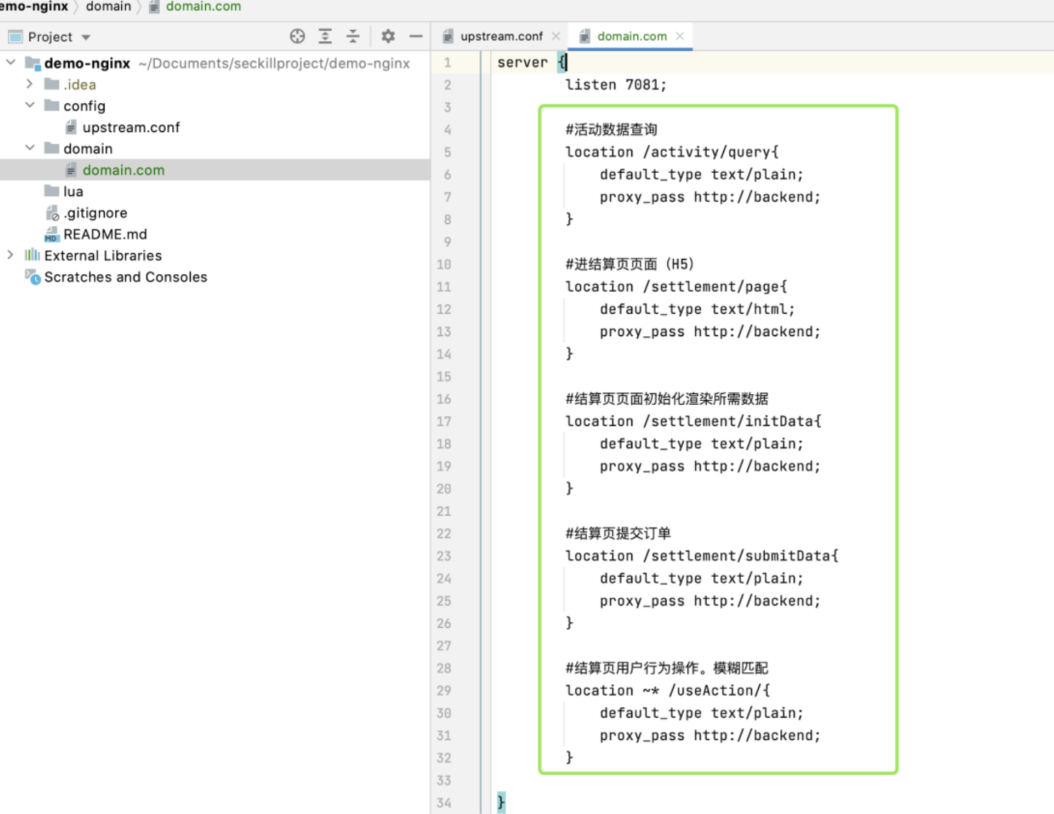 emo-nginx 〉 domain 〉 domain.com
Project
upstream.conf
domain.com
demo-nginx ~/Documents/seckillproject/demo-nginx
.idea
config
upstream.conf
domain
domain.com
lua
.gitignore
README.md
External Libraries
Scratches and Consoles
1 server {
2 listen 7081;
3
4 #活动数据查询
5 location /activity/query{
6 default_type text/plain;
7 proxy_pass http://backend;
8 }
9
10 #进结算页页面（H5）
11 location /settlement/page{
12 default_type text/html;
13 proxy_pass http://backend;
14 }
15
16 #结算页页面初始化渲染所需数据
17 location /settlement/initData{
18 default_type text/plain;
19 proxy_pass http://backend;
20 }
21
22 #结算页提交订单
23 location /settlement/submitData{
24 default_type text/plain;
25 proxy_pass http://backend;
26 }
27
28 #结算页用户行为操作。模糊匹配
29 location ~* /useAction/{
30 default_type text/plain;
31 proxy_pass http://backend;
32 }
33
34 }